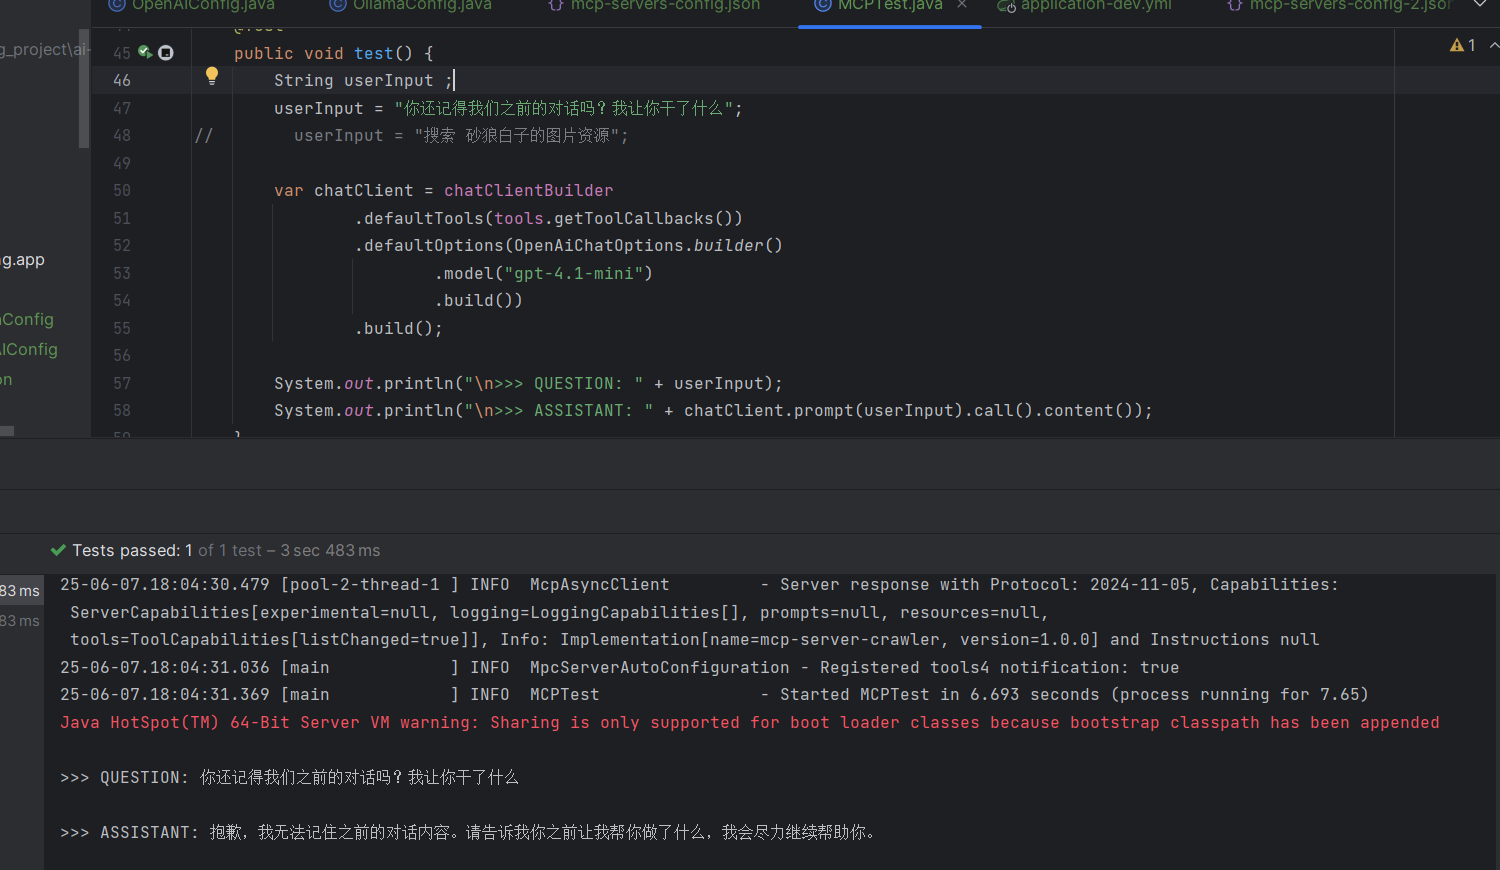 OpenAIConfig.java OllamaConfig.java {} mcp-servers-config.json MCPTest.java × application-dev.yml {} mcp-servers-config-2.json
g_project\ai-
@Test
1
45 public void test() {
46 String userInput ;
47 userInput = "你还记得我们之前的对话吗？我让你干了什么";
48 // userInput = "搜索 砂狼白子的图片资源";
49
50 var chatClient = chatClientBuilder
51 .defaultTools(tools.getToolCallbacks())
52 .defaultOptions(OpenAiChatOptions.builder()
g.app
53 .model("gpt-4.1-mini")
54 .build())
Config
55 .build();
AIConfig
56
on
57 System.out.println("\n>>> QUESTION: " + userInput);
58 System.out.println("\n>>> ASSISTANT: " + chatClient.prompt(userInput).call().content());
59 }
Tests passed: 1 of 1 test – 3 sec 483 ms
83 ms
83 ms
25-06-07.18:04:30.479 [pool-2-thread-1 ] INFO McpAsyncClient - Server response with Protocol: 2024-11-05, Capabilities:
ServerCapabilities[experimental=null, logging=LoggingCapabilities[], prompts=null, resources=null,
tools=ToolCapabilities[listChanged=true]], Info: Implementation[name=mcp-server-crawler, version=1.0.0] and Instructions null
25-06-07.18:04:31.036 [main ] INFO MpcServerAutoConfiguration - Registered tools4 notification: true
25-06-07.18:04:31.369 [main ] INFO MCPTest - Started MCPTest in 6.693 seconds (process running for 7.65)
Java HotSpot(TM) 64-Bit Server VM warning: Sharing is only supported for boot loader classes because bootstrap classpath has been appended
>>> QUESTION: 你还记得我们之前的对话吗？我让你干了什么
>>> ASSISTANT: 抱歉，我无法记住之前的对话内容。请告诉我你之前让我帮你做了什么，我会尽力继续帮助你。